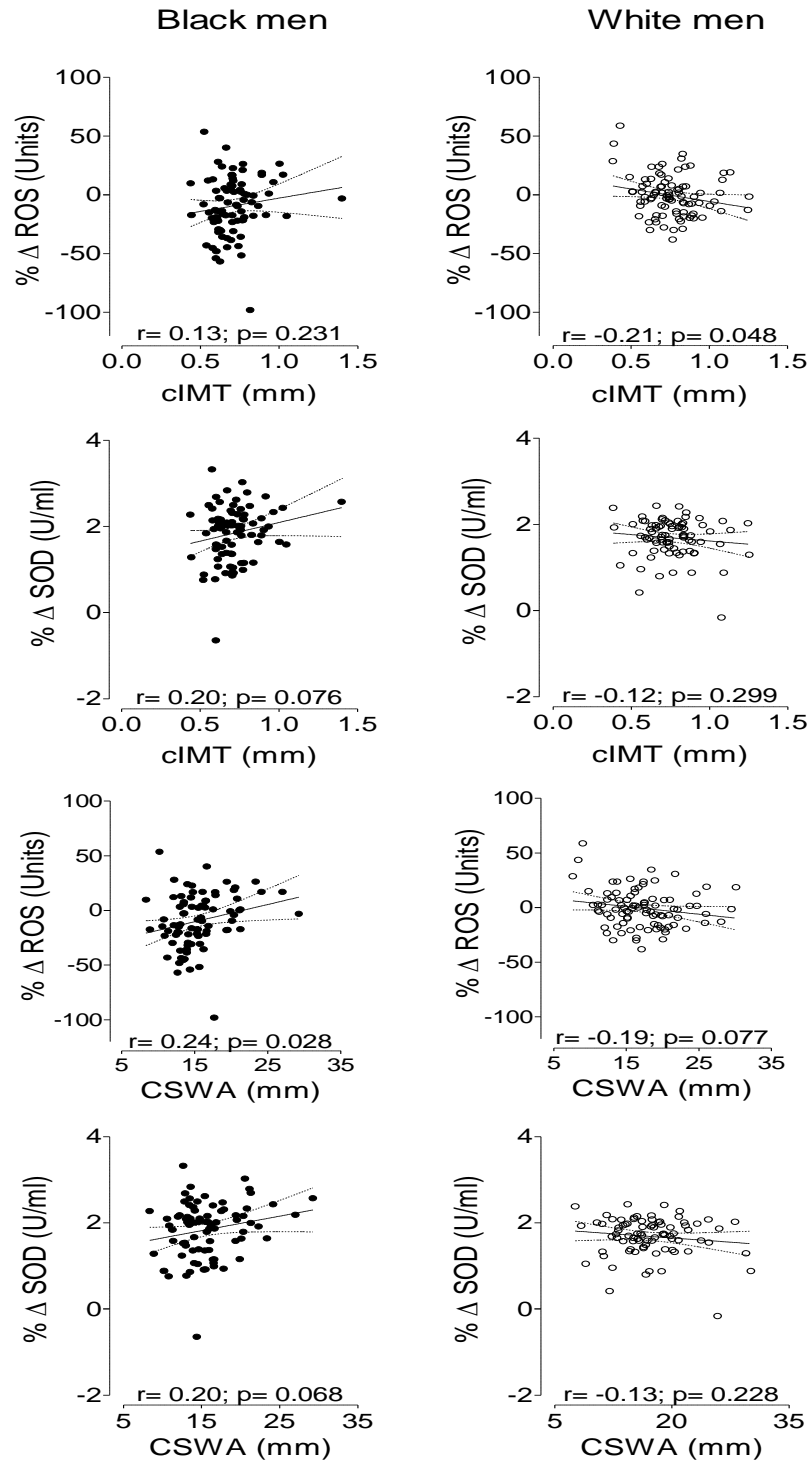 Black men
White men
100
50
0
-50
-100
% Δ ROS (Units)
r= 0.13; p= 0.231
0.0 0.5 1.0 1.5
cIMT (mm)
100
50
0
-50
-100
% Δ ROS (Units)
r= -0.21; p= 0.048
0.0 0.5 1.0 1.5
cIMT (mm)
4
2
0
-2
% Δ SOD (U/ml)
r= 0.20; p= 0.076
0.0 0.5 1.0 1.5
cIMT (mm)
4
2
0
-2
% Δ SOD (U/ml)
r= -0.12; p= 0.299
0.0 0.5 1.0 1.5
cIMT (mm)
100
50
0
-50
-100
% Δ ROS (Units)
r= 0.24; p= 0.028
5 15 25 35
CSWA (mm)
100
50
0
-50
-100
% Δ ROS (Units)
r= -0.19; p= 0.077
5 15 25 35
CSWA (mm)
4
2
0
-2
% Δ SOD (U/ml)
r= 0.20; p= 0.068
5 15 25 35
CSWA (mm)
4
2
0
-2
% Δ SOD (U/ml)
r= -0.13; p= 0.228
5 20 35
CSWA (mm)